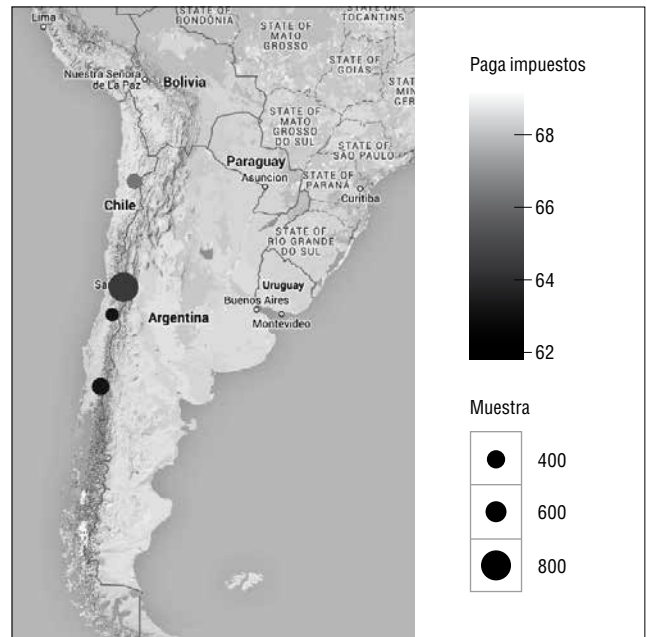 Lima
STATE OF
RONDÔNIA
STATE OF
TOCANTINS
STATE OF
MATO
GROSSO
STATE OF
GOIÁS
Nuestra Señora
de La Paz
Bolivia
STATE OF
MATO
GROSSO
DO SUL
STATE OF
SÃO PAULO
Paraguay
Asuncion
STATE OF
PARANÁ
Curitiba
Chile
STATE OF
RIO GRANDE
DO SUL
Uruguay
Buenos Aires
Montevideo
Argentina
Paga impuestos
68
66
64
62
Muestra
400
600
800